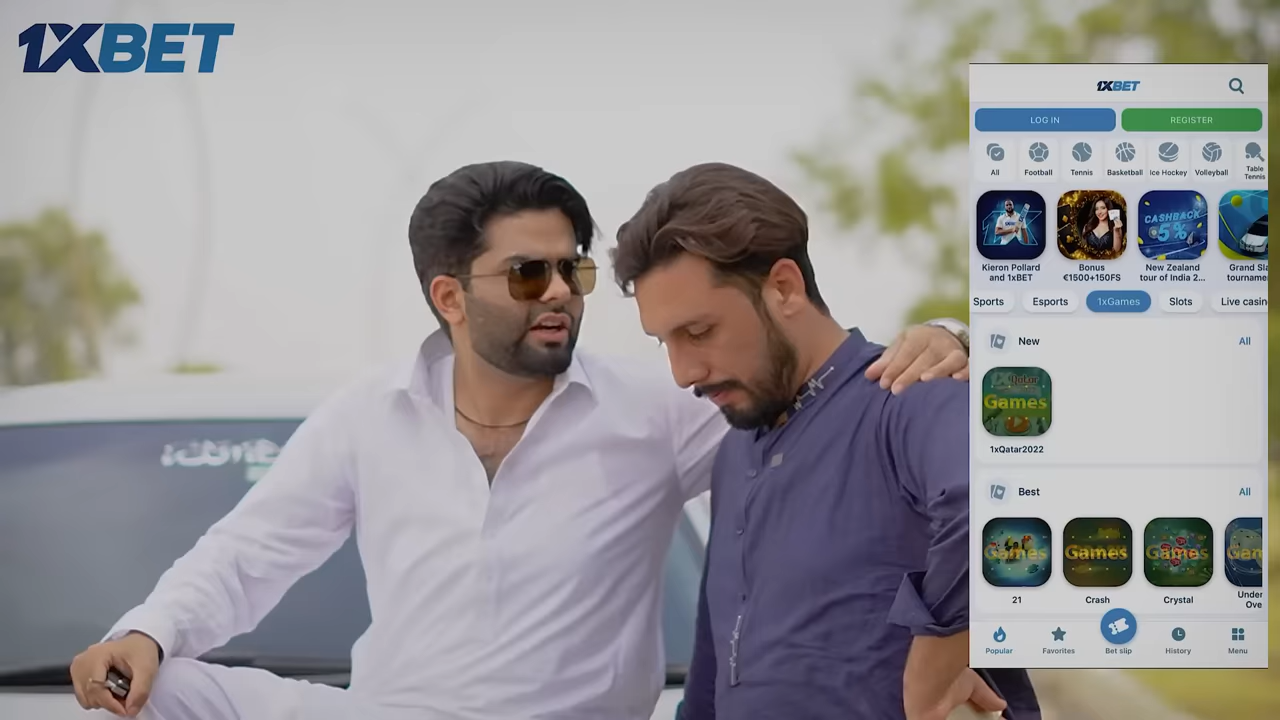 1XBET
1XBET
LOG IN
REGISTER
All
Football
Tennis
Basketball
Ice Hockey
Volleyball
Table
Tennis
CASHBACK
5%
Kieron Pollard
and 1xBET
Bonus
€1500+150FS
New Zealand
tour of India 2...
Grand Sla
tourname
Sports
Esports
1xGames
Slots
Live casin
New
All
QaTar
Games
1xQatar2022
Best
All
Games
Games
Games
Gam
21
Crash
Crystal
Under
Ove
Popular
Favorites
Bet slip
History
Menu